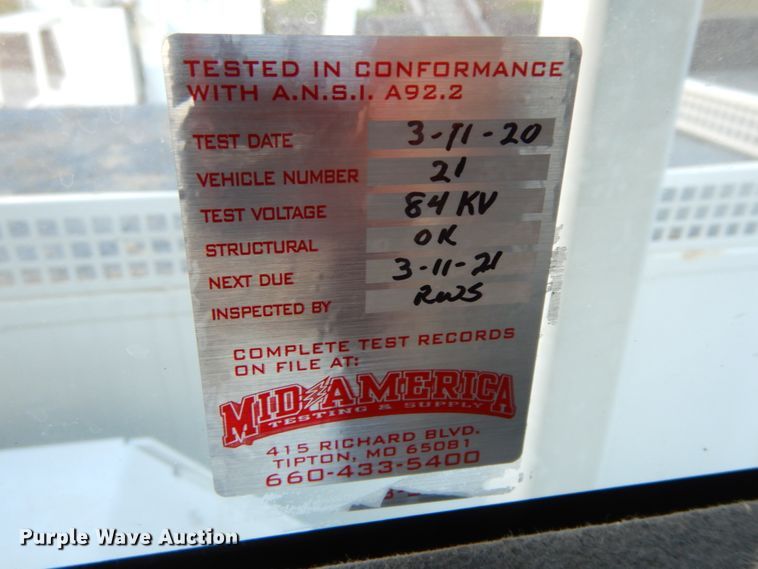 TESTED IN CONFORMANCE
WITH A.N.S.I. A92.2
TEST DATE 3-11-20
VEHICLE NUMBER 21
TEST VOLTAGE 84 KV
STRUCTURAL OK
NEXT DUE 3-11-21
INSPECTED BY RWS
COMPLETE TEST RECORDS
ON FILE AT:
MID AMERICA
TESTING & SUPPLY
415 RICHARD BLVD.
TIPTON, MO 65081
660-433-5400
Purple Wave Auction